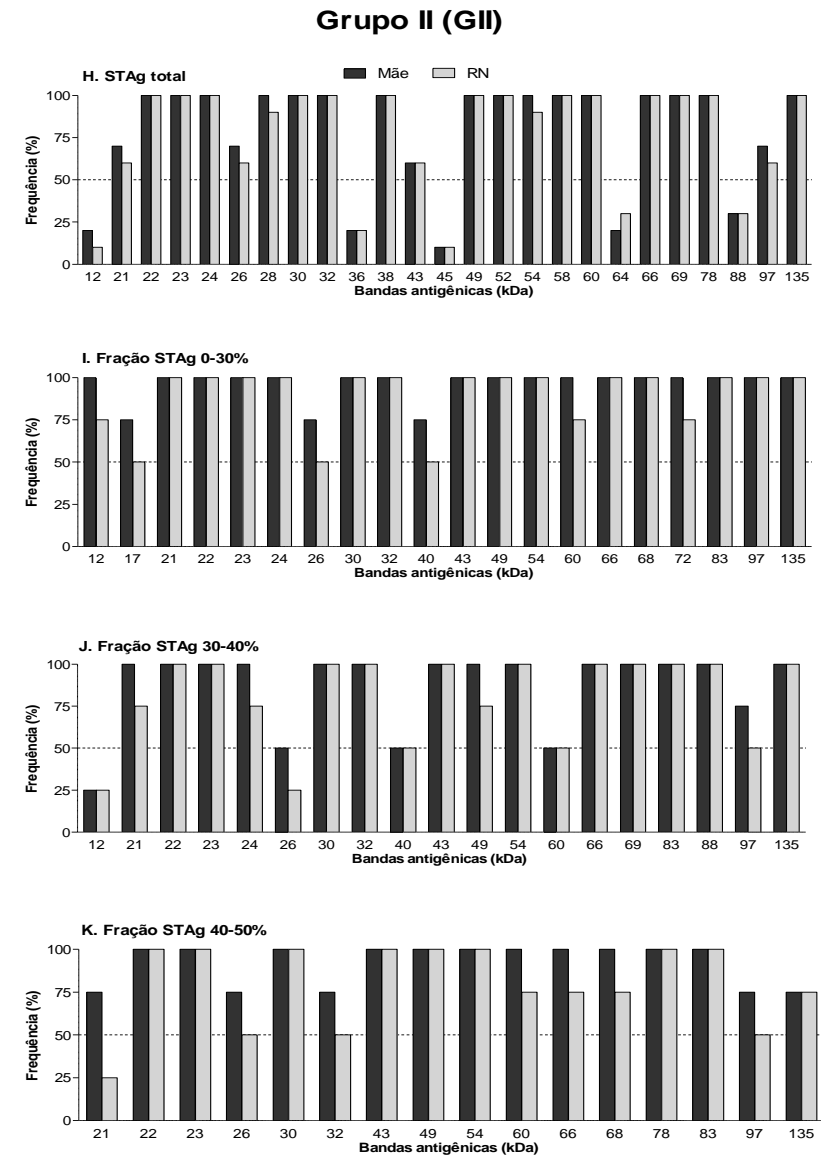 Grupo II (GII)
H. STAg total
Mãe RN
Frequência (%)
100
75
50
25
0
12 21 22 23 24 26 28 30 32 36 38 43 45 49 52 54 58 60 64 66 69 78 88 97 135
Bandas antigênicas (kDa)
I. Fração STAg 0-30%
Frequência (%)
100
75
50
25
0
12 17 21 22 23 24 26 30 32 40 43 49 54 60 66 68 72 83 97 135
Bandas antigênicas (kDa)
J. Fração STAg 30-40%
Frequência (%)
100
75
50
25
0
12 21 22 23 24 26 30 32 40 43 49 54 60 66 69 83 88 97 135
Bandas antigênicas (kDa)
K. Fração STAg 40-50%
Frequência (%)
100
75
50
25
0
21 22 23 26 30 32 43 49 54 60 66 68 78 83 97 135
Bandas antigênicas (kDa)